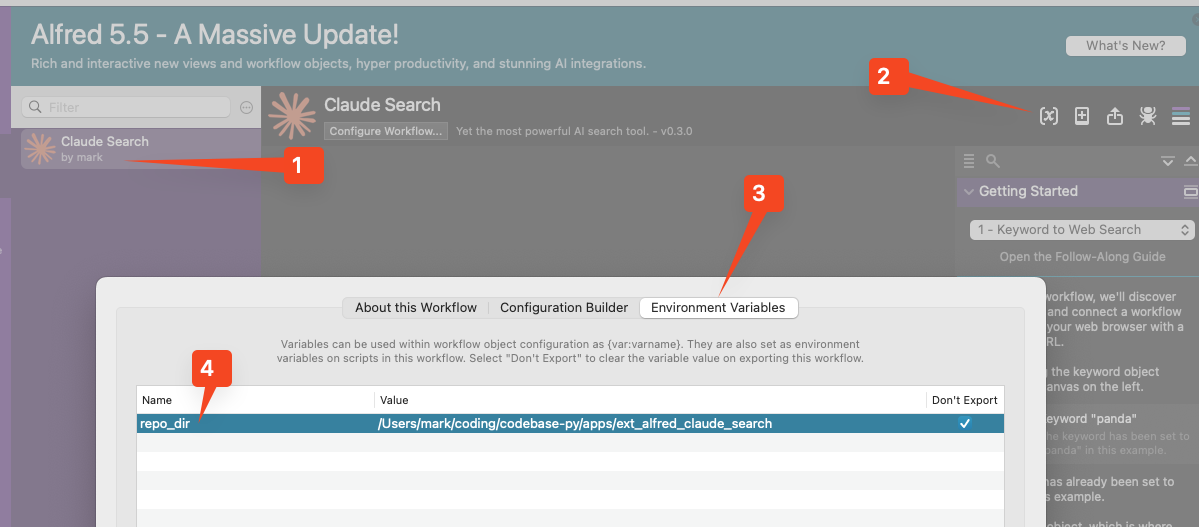 Alfred 5.5 - A Massive Update!
Rich and interactive new views and workflow objects, hyper productivity, and stunning AI integrations.
What's New?
2
Filter
Claude Search
Configure Workflow...
Yet the most powerful AI search tool. - v0.3.0
{x}
Claude Search
by mark
1
3
Getting Started
1 - Keyword to Web Search
Open the Follow-Along Guide
About this Workflow
Configuration Builder
Environment Variables
workflow, we'll discover
and connect a workflow
your web browser with a
RL.
Variables can be used within workflow object configuration as {var:varname}. They are also set as environment
variables on scripts in this workflow. Select "Don't Export" to clear the variable value on exporting this workflow.
4
the keyword object
canvas on the left.
Name
Value
Don't Export
repo_dir
/Users/mark/coding/codebase-py/apps/ext_alfred_claude_search
eyword "panda"
he keyword has been set to
panda" in this example.
has already been set to
s example.
object, which is where